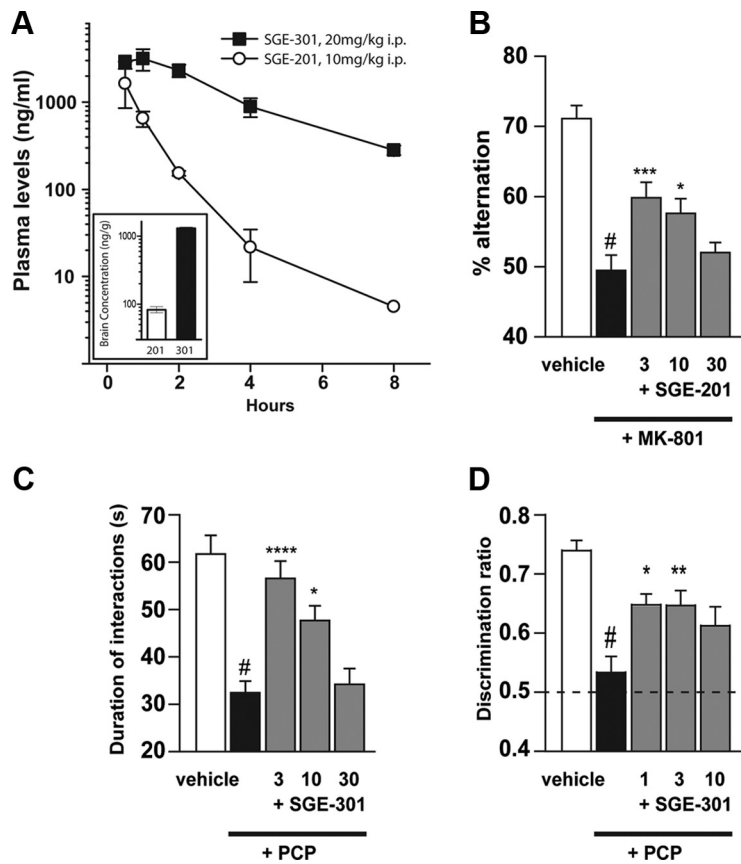 A
SGE-301, 20mg/kg i.p.
SGE-201, 10mg/kg i.p.
Plasma levels (ng/ml)
1000
100
10
0 2 4 6 8
Hours
Brain Concentration (ng/g)
1000
100
201 301
B
% alternation
80
70
60
50
40
#
***
*
vehicle 3 10 30
+ SGE-201
+ MK-801
C
Duration of interactions (s)
70
60
50
40
30
20
#
****
*
vehicle 3 10 30
+ SGE-301
+ PCP
D
Discrimination ratio
0.8
0.7
0.6
0.5
0.4
#
*
**
vehicle 1 3 10
+ SGE-301
+ PCP